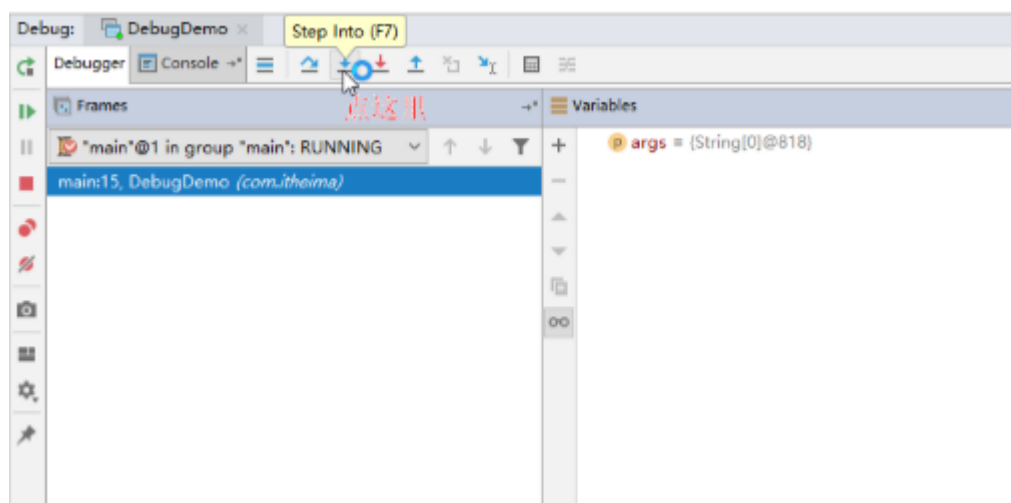 Debug: DebugDemo
Step Into (F7)
Debugger Console
点这里
Frames
Variables
"main"@1 in group "main": RUNNING
args = {String[0]@818}
main:15, DebugDemo (com.itheima)